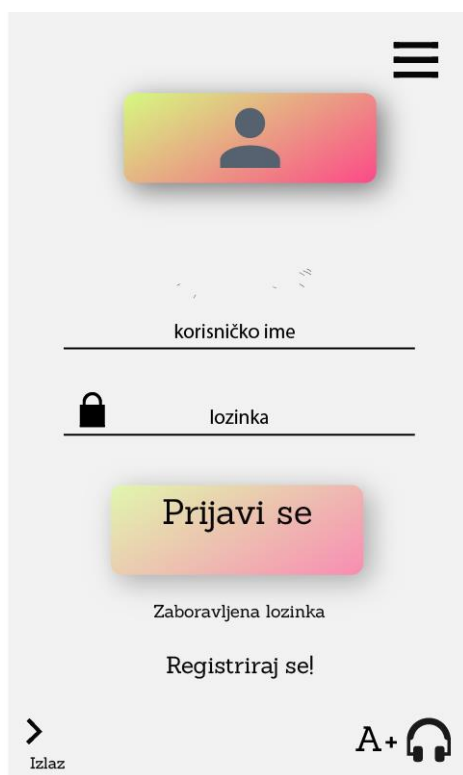 korisničko ime
lozinka
Prijavi se
Zaboravljena lozinka
Registriraj se!
Izlaz
A+